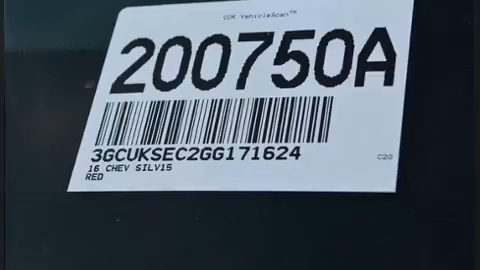 CDK VehicleScan™
200750A
3GCUKSEC2GG171624
16 CHEV SILV15
RED
C20